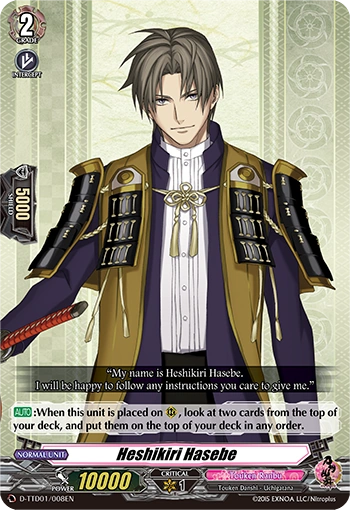 2
GRADE
INTERCEPT
5000
SHIELD
"My name is Heshikiri Hasebe.
I will be happy to follow any instructions you care to give me."
AUTO:When this unit is placed on , look at two cards from the top of
your deck, and put them on the top of your deck in any order.
NORMAL UNIT
Heshikiri Hasebe
POWER 10000
CRITICAL
1
Touken Ranbu
Touken Danshi - Uchigatana
D-TTD01/008EN
©2015 EXNOA LLC/Nitroplus